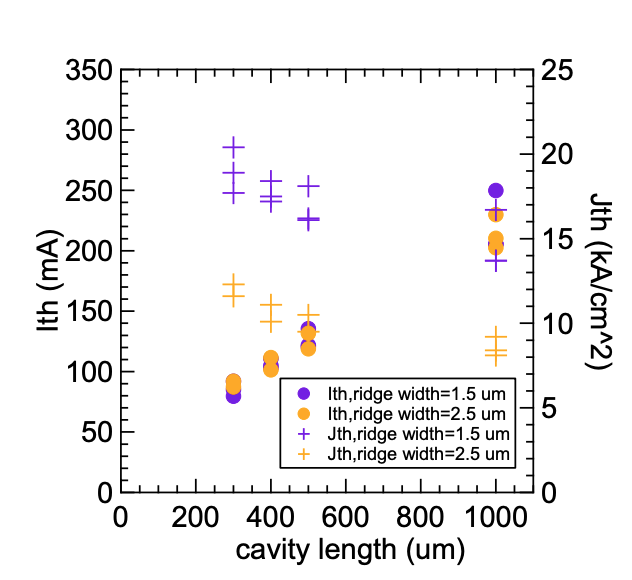 350
300
250
200
150
100
50
0
Ith (mA)
25
20
15
10
5
0
Jth (kA/cm^2)
Ith,ridge width=1.5 um
Ith,ridge width=2.5 um
Jth,ridge width=1.5 um
Jth,ridge width=2.5 um
0 200 400 600 800 1000
cavity length (um)